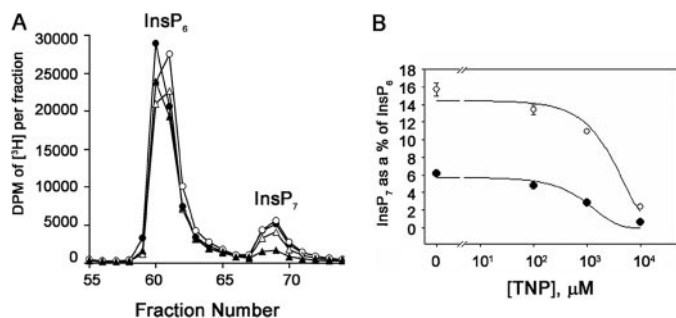 A
InsP6
InsP7
DPM of [3H] per fraction
30000
25000
20000
15000
10000
5000
0
55 60 65 70
Fraction Number
B
InsP7 as a % of InsP6
18
16
14
12
10
8
6
4
2
0
0 10¹ 10² 10³ 10⁴
[TNP], μM